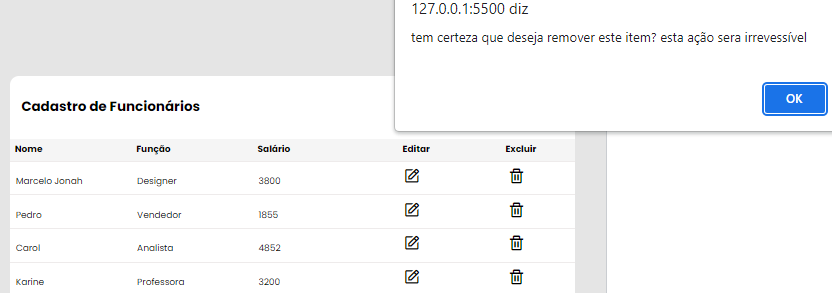 127.0.0.1:5500 diz
tem certeza que deseja remover este item? esta ação sera irrevessível
OK
Cadastro de Funcionários
Nome Função Salário Editar Excluir
Marcelo Jonah Designer 3800
Pedro Vendedor 1855
Carol Analista 4852
Karine Professora 3200